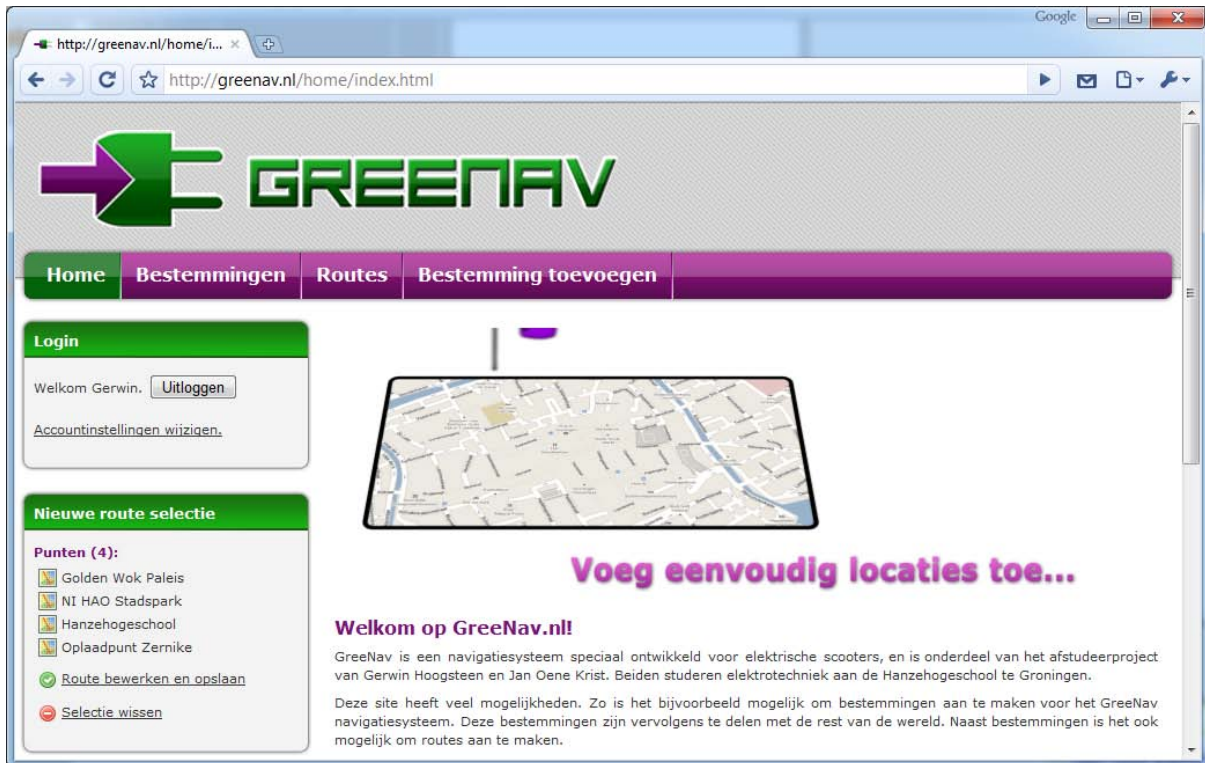 Google
http://greenav.nl/home/i...
http://greenav.nl/home/index.html
GREENAV
Home
Bestemmingen
Routes
Bestemming toevoegen
Login
Welkom Gerwin.
Uitloggen
Accountinstellingen wijzigen.
Nieuwe route selectie
Punten (4):
Golden Wok Paleis
NI HAO Stadspark
Hanzehogeschool
Oplaadpunt Zernike
Route bewerken en opslaan
Selectie wissen
Voeg eenvoudig locaties toe...
Welkom op GreeNav.nl!
GreeNav is een navigatiesysteem speciaal ontwikkeld voor elektrische scooters, en is onderdeel van het afstudeerproject
van Gerwin Hoogsteen en Jan Oene Krist. Beiden studeren elektrotechniek aan de Hanzehogeschool te Groningen.
Deze site heeft veel mogelijkheden. Zo is het bijvoorbeeld mogelijk om bestemmingen aan te maken voor het GreeNav
navigatiesysteem. Deze bestemmingen zijn vervolgens te delen met de rest van de wereld. Naast bestemmingen is het ook
mogelijk om routes aan te maken.